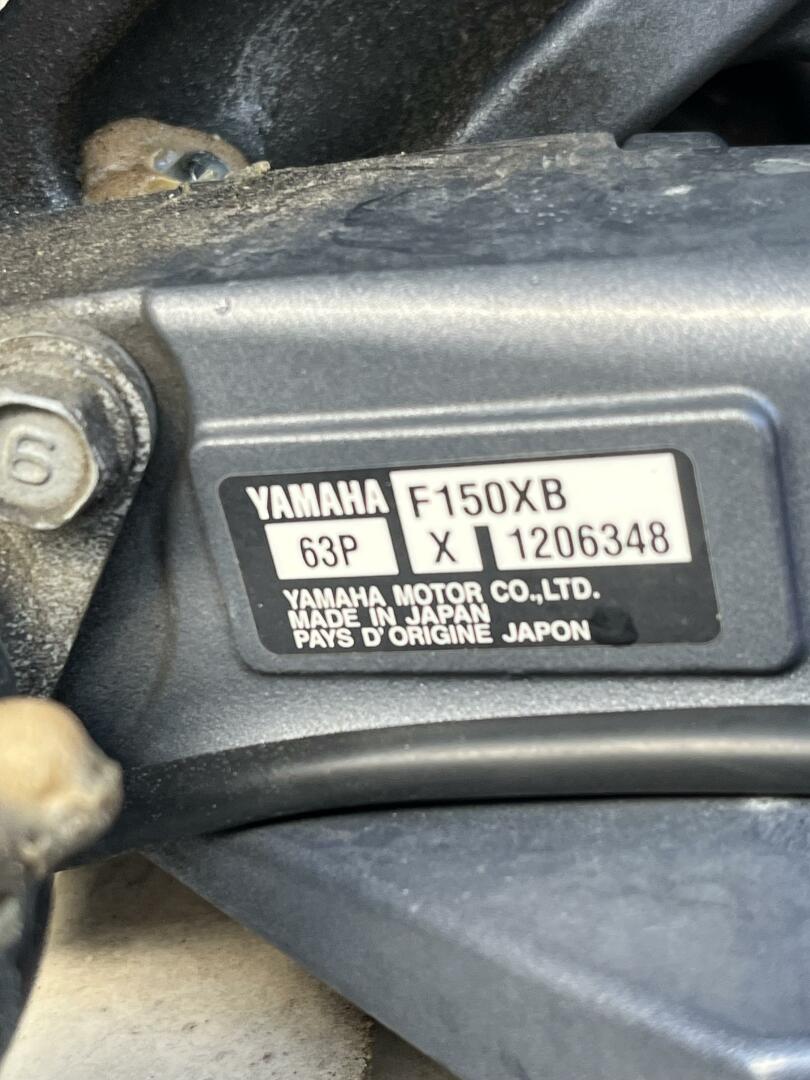 6
YAMAHA F150XB
63P X 1206348
YAMAHA MOTOR CO.,LTD.
MADE IN JAPAN
PAYS D'ORIGINE JAPON